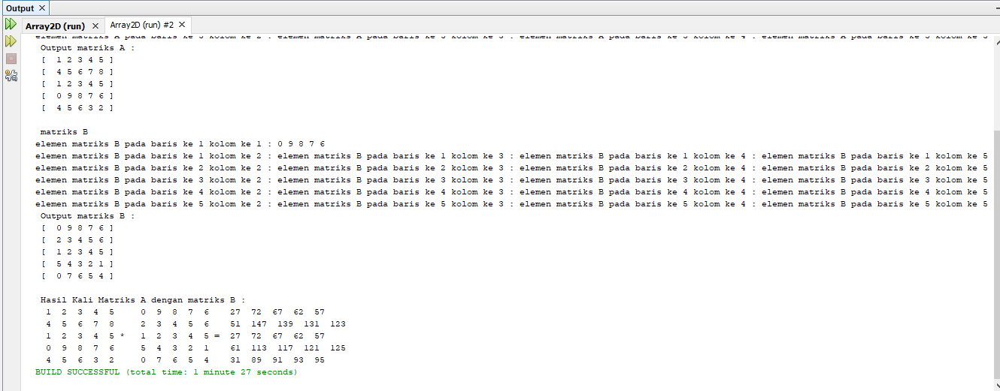 Output
Array2D (run) Array2D (run) #2
elemen matriks A pada baris ke 5 kolom ke 2 : elemen matriks A pada baris ke 5 kolom ke 3 : elemen matriks A pada baris ke 5 kolom ke 4 : elemen matriks A pada baris ke 5 kolom ke 5
Output matriks A :
[ 1 2 3 4 5 ]
[ 4 5 6 7 8 ]
[ 1 2 3 4 5 ]
[ 0 9 8 7 6 ]
[ 4 5 6 3 2 ]
matriks B
elemen matriks B pada baris ke 1 kolom ke 1 : 0 9 8 7 6
elemen matriks B pada baris ke 1 kolom ke 2 : elemen matriks B pada baris ke 1 kolom ke 3 : elemen matriks B pada baris ke 1 kolom ke 4 : elemen matriks B pada baris ke 1 kolom ke 5
elemen matriks B pada baris ke 2 kolom ke 2 : elemen matriks B pada baris ke 2 kolom ke 3 : elemen matriks B pada baris ke 2 kolom ke 4 : elemen matriks B pada baris ke 2 kolom ke 5
elemen matriks B pada baris ke 3 kolom ke 2 : elemen matriks B pada baris ke 3 kolom ke 3 : elemen matriks B pada baris ke 3 kolom ke 4 : elemen matriks B pada baris ke 3 kolom ke 5
elemen matriks B pada baris ke 4 kolom ke 2 : elemen matriks B pada baris ke 4 kolom ke 3 : elemen matriks B pada baris ke 4 kolom ke 4 : elemen matriks B pada baris ke 4 kolom ke 5
elemen matriks B pada baris ke 5 kolom ke 2 : elemen matriks B pada baris ke 5 kolom ke 3 : elemen matriks B pada baris ke 5 kolom ke 4 : elemen matriks B pada baris ke 5 kolom ke 5
Output matriks B :
[ 0 9 8 7 6 ]
[ 2 3 4 5 6 ]
[ 1 2 3 4 5 ]
[ 5 4 3 2 1 ]
[ 0 7 6 5 4 ]
Hasil Kali Matriks A dengan matriks B :
1 2 3 4 5 0 9 8 7 6 27 72 67 62 57
4 5 6 7 8 2 3 4 5 6 51 147 139 131 123
1 2 3 4 5 * 1 2 3 4 5 = 27 72 67 62 57
0 9 8 7 6 5 4 3 2 1 61 113 117 121 125
4 5 6 3 2 0 7 6 5 4 31 89 91 93 95
BUILD SUCCESSFUL (total time: 1 minute 27 seconds)